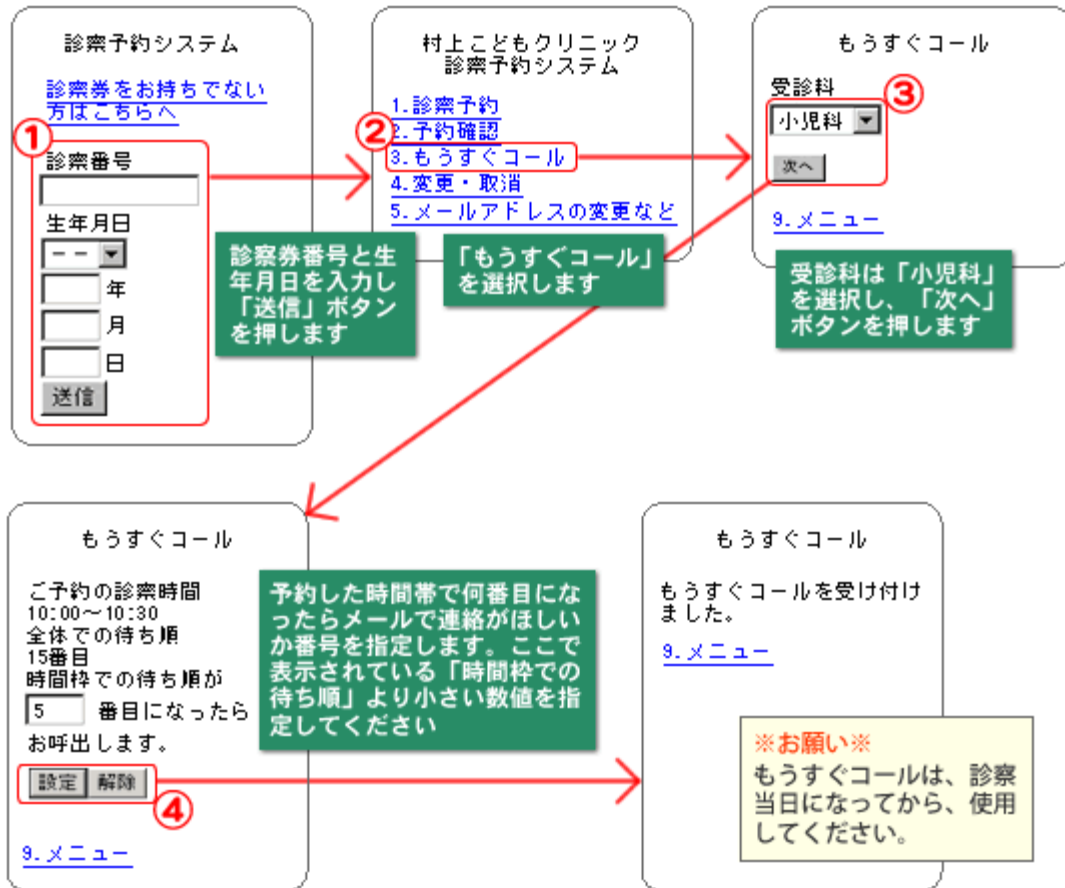 診察予約システム
診察券をお持ちでない
方はこちらへ
①
診察番号
生年月日
--
年
月
日
送信
診察券番号と生
年月日を入力し
「送信」ボタン
を押します
村上こどもクリニック
診察予約システム
1.診察予約
②
2.予約確認
3.もうすぐコール
4.変更・取消
5.メールアドレスの変更など
「もうすぐコール」
を選択します
もうすぐコール
受診科
③
小児科
次へ
9.メニュー
受診科は「小児科」
を選択し、「次へ」
ボタンを押します
もうすぐコール
ご予約の診察時間
10:00～10:30
全体での待ち順
15番目
時間枠での待ち順が
5 番目になったら
お呼出します。
設定 解除
④
9.メニュー
予約した時間帯で何番目にな
ったらメールで連絡がほしい
か番号を指定します。ここで
表示されている「時間枠での
待ち順」より小さい数値を指
定してください
もうすぐコール
もうすぐコールを受け付け
ました。
9.メニュー
※お願い※
もうすぐコールは、診察
当日になってから、使用
してください。